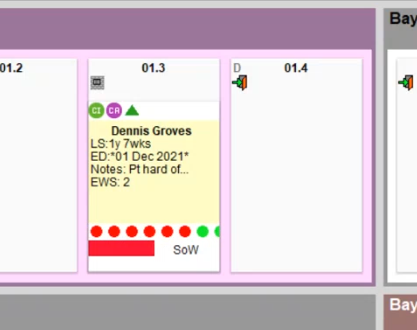 Bay
01.2
01.3
D
01.4
CI
CR
Dennis Groves
LS:1y 7wks
ED:*01 Dec 2021*
Notes: Pt hard of...
EWS: 2
SoW
Bay